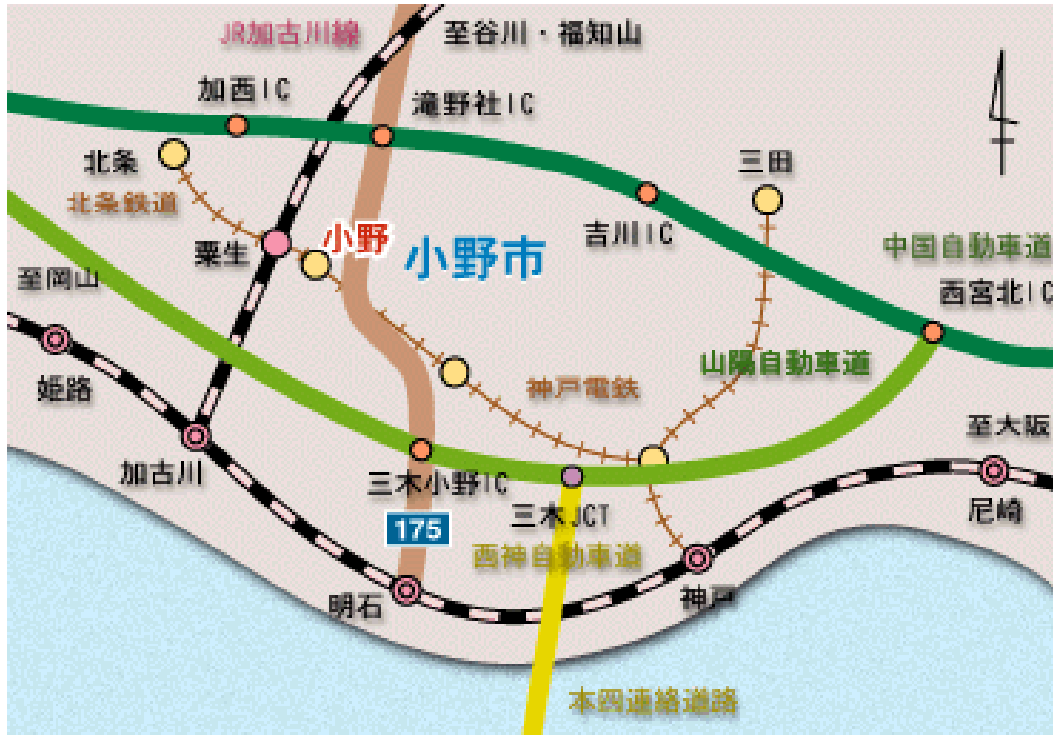 JR加古川線
至谷川・福知山
加西IC
滝野社IC
北条
三田
北条鉄道
粟生
小野
小野市
吉川IC
中国自動車道
至岡山
西宮北IC
姫路
神戸電鉄
山陽自動車道
至大阪
加古川
三木小野IC
三木JCT
尼崎
175
西神自動車道
明石
神戸
本四連絡道路